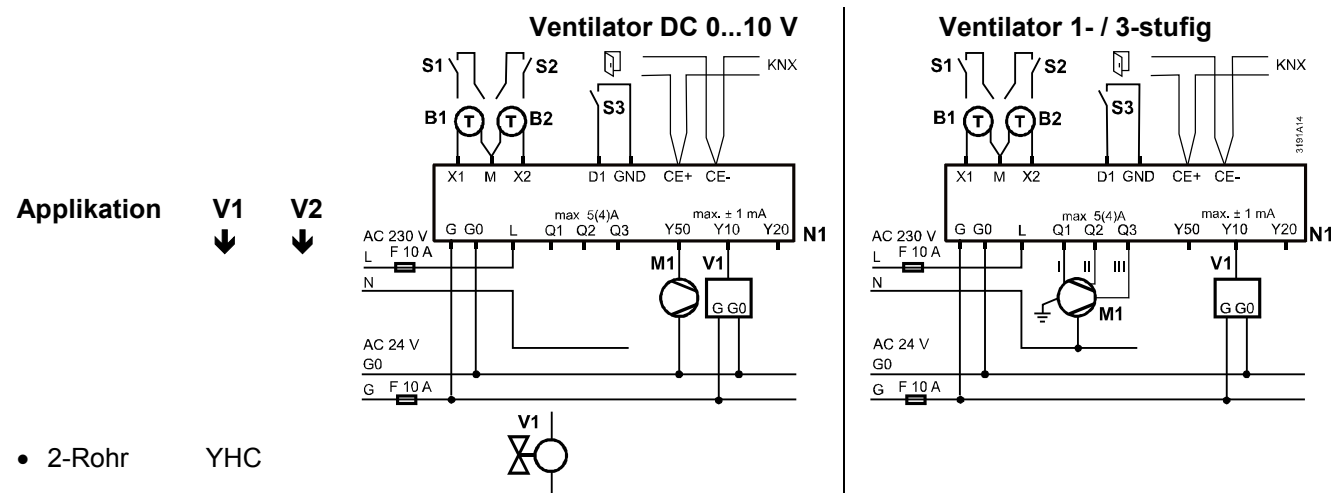 Ventilator DC 0...10 V
Ventilator 1- / 3-stufig
S1 S2 KNX
S3
B1 T T B2
X1 M X2 D1 GND CE+ CE-
max 5(4)A max. ± 1 mA
G G0 L Q1 Q2 Q3 Y50 Y10 Y20 N1
AC 230 V
F 10 A
L
N
M1 V1
G G0
AC 24 V
G0
G F 10 A
V1
S1 S2 KNX
S3
B1 T T B2
3191A14
X1 M X2 D1 GND CE+ CE-
max 5(4)A max. ± 1 mA
G G0 L Q1 Q2 Q3 Y50 Y10 Y20 N1
AC 230 V
F 10 A
L
N
I II III
M1
V1
G G0
AC 24 V
G0
G F 10 A
Applikation V1 V2
• 2-Rohr YHC